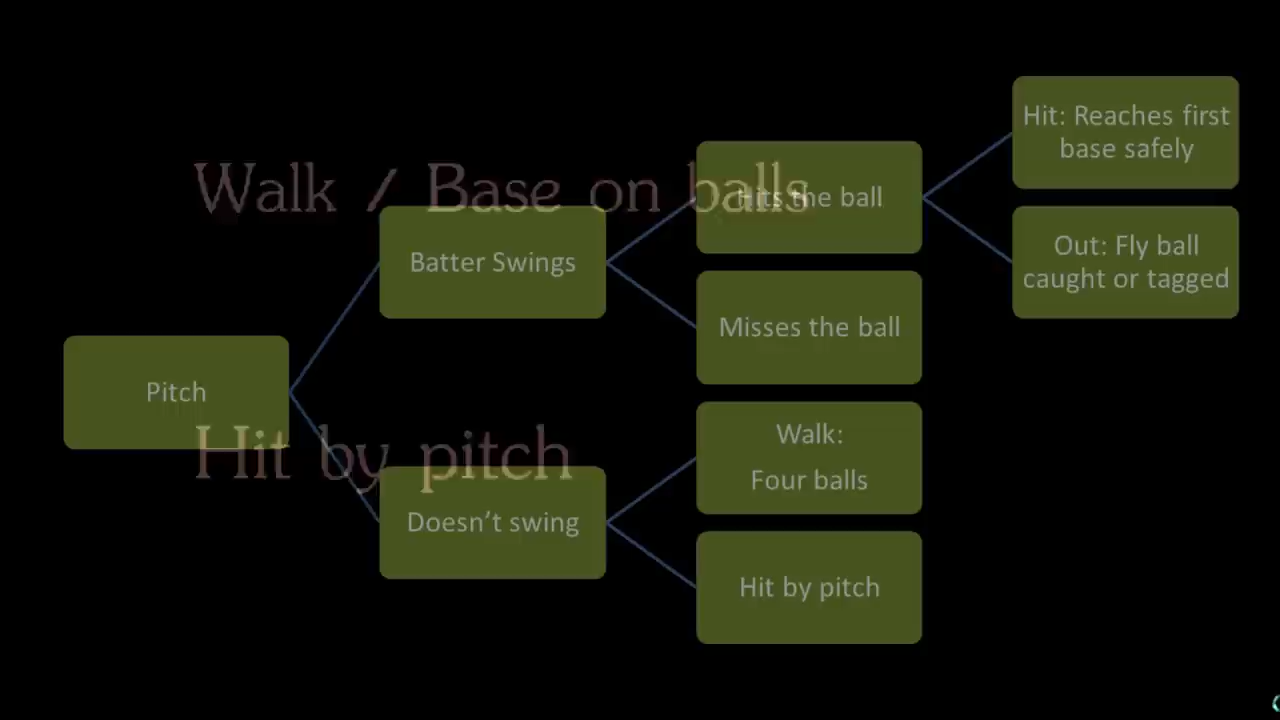 Walk / Base on balls
Hit by pitch
Pitch
Batter Swings
Doesn’t swing
Hits the ball
Misses the ball
Walk:
Four balls
Hit by pitch
Hit: Reaches first
base safely
Out: Fly ball
caught or tagged